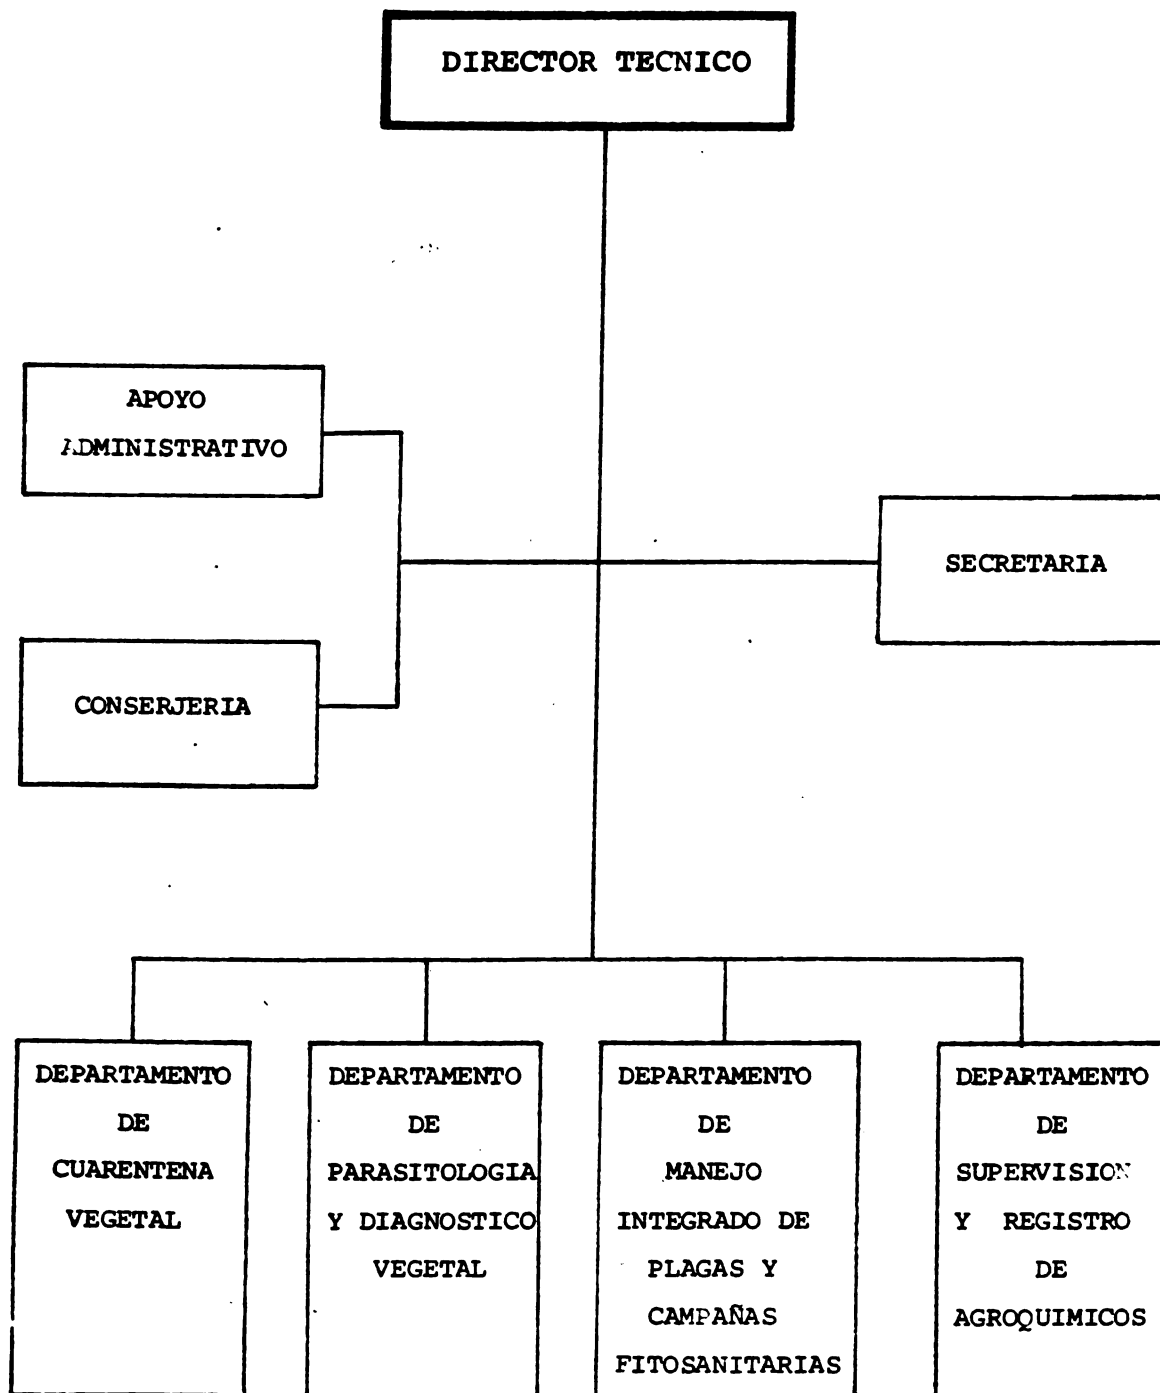 DIRECTOR TECNICO
APOYO
ADMINISTRATIVO
SECRETARIA
CONSERJERIA
DEPARTAMENTO
DE
CUARENTENA
VEGETAL
DEPARTAMENTO
DE
PARASITOLOGIA
Y DIAGNOSTICO
VEGETAL
DEPARTAMENTO
DE
MANEJO
INTEGRADO DE
PLAGAS Y
CAMPAÑAS
FITOSANITARIAS
DEPARTAMENTO
DE
SUPERVISION
Y REGISTRO
DE
AGROQUIMICOS